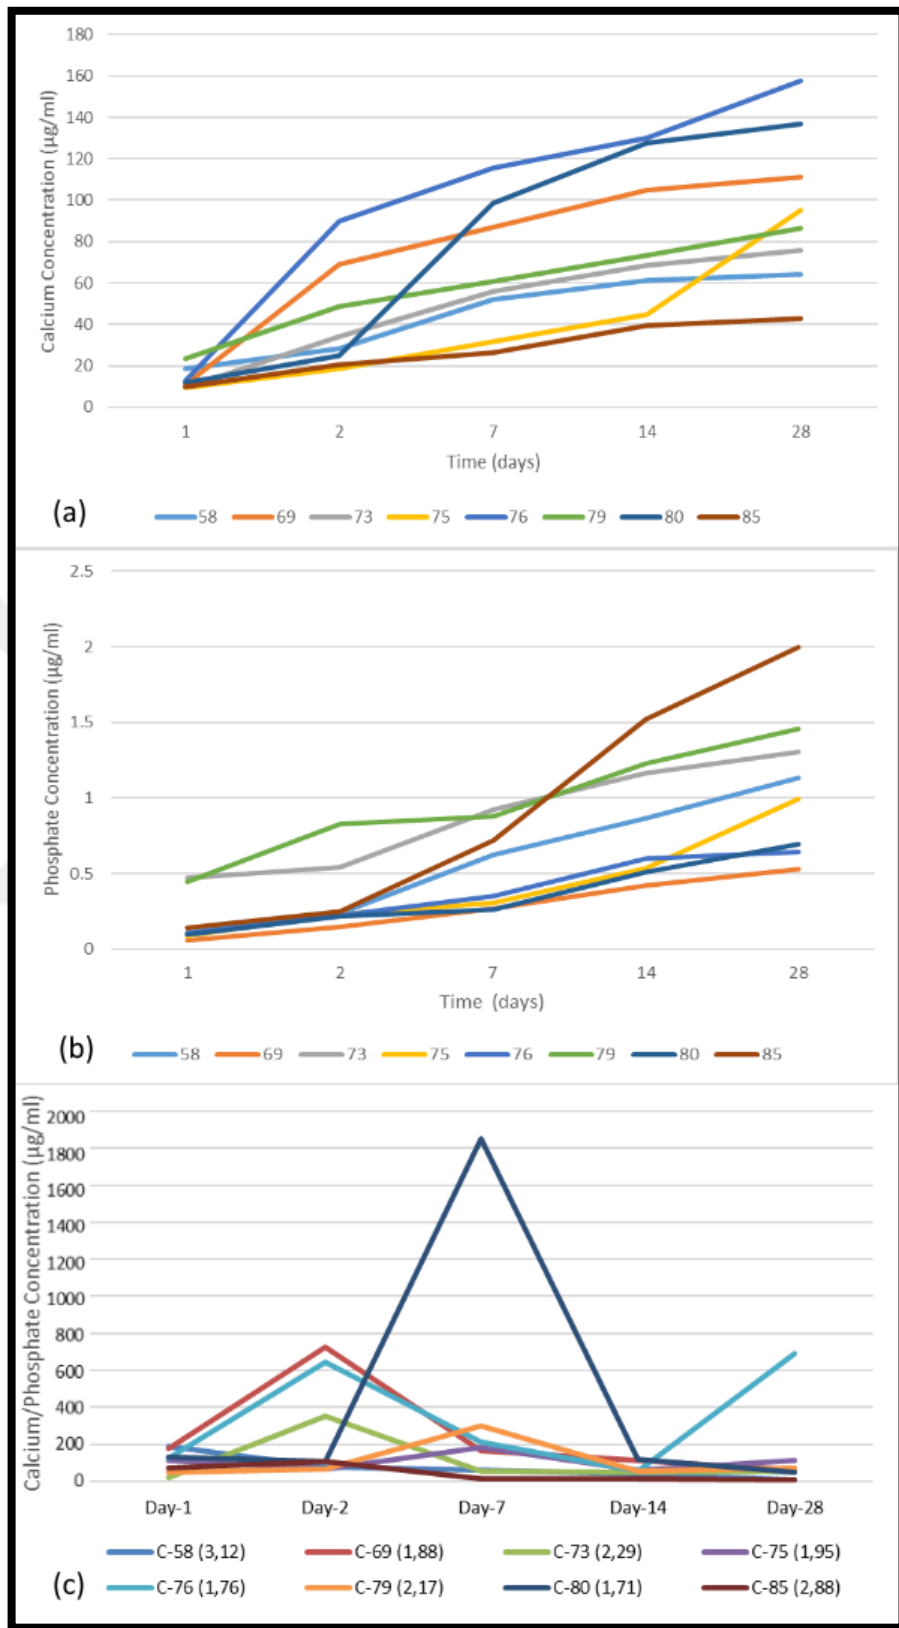 180
160
140
120
100
80
60
40
20
0
Calcium Concentration (µg/ml)
1 2 7 14 28
Time (days)
(a)
58 69 73 75 76 79 80 85
2.5
2
1.5
1
0.5
0
Phosphate Concentration (µg/ml)
1 2 7 14 28
Time (days)
(b)
58 69 73 75 76 79 80 85
2000
1800
1600
1400
1200
1000
800
600
400
200
0
Calcium/Phosphate Concentration (µg/ml)
Day-1 Day-2 Day-7 Day-14 Day-28
C-58 (3,12) C-69 (1,88) C-73 (2,29) C-75 (1,95)
C-76 (1,76) C-79 (2,17) C-80 (1,71) C-85 (2,88)
(c)